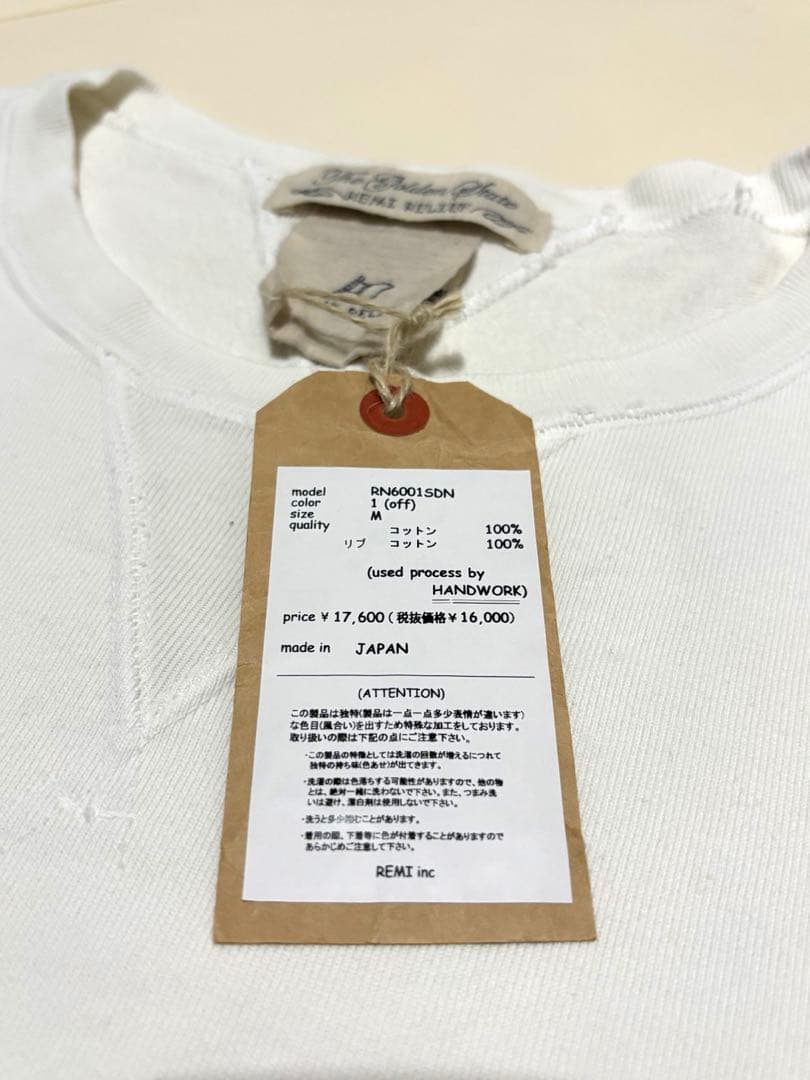 The Golden State
REMI RELIEF
M
model RN6001SDN
color 1 (off)
size M
quality コットン 100%
リブ コットン 100%
(used process by
HANDWORK)
price ¥ 17,600 (税抜価格¥ 16,000)
made in JAPAN
(ATTENTION)
この製品は独特(製品は一点一点多少表情が違います)
な色目(風合い)を出すため特殊な加工をしております。
取り扱いの際は下記の点にご注意下さい。
・この製品の特徴としては洗濯の回数が増えるにつれて
独特の持ち味(色あせ)が出てきます。
・洗濯の際は色落ちする可能性がありますので、他の物
とは、絶対一緒に洗わないで下さい。また、つまみ洗
いは避け、漂白剤は使用しないで下さい。
・洗うと多少縮むことがあります。
・着用の際、下着等に色が付着することがありますので
あらかじめご注意して下さい。
REMI inc